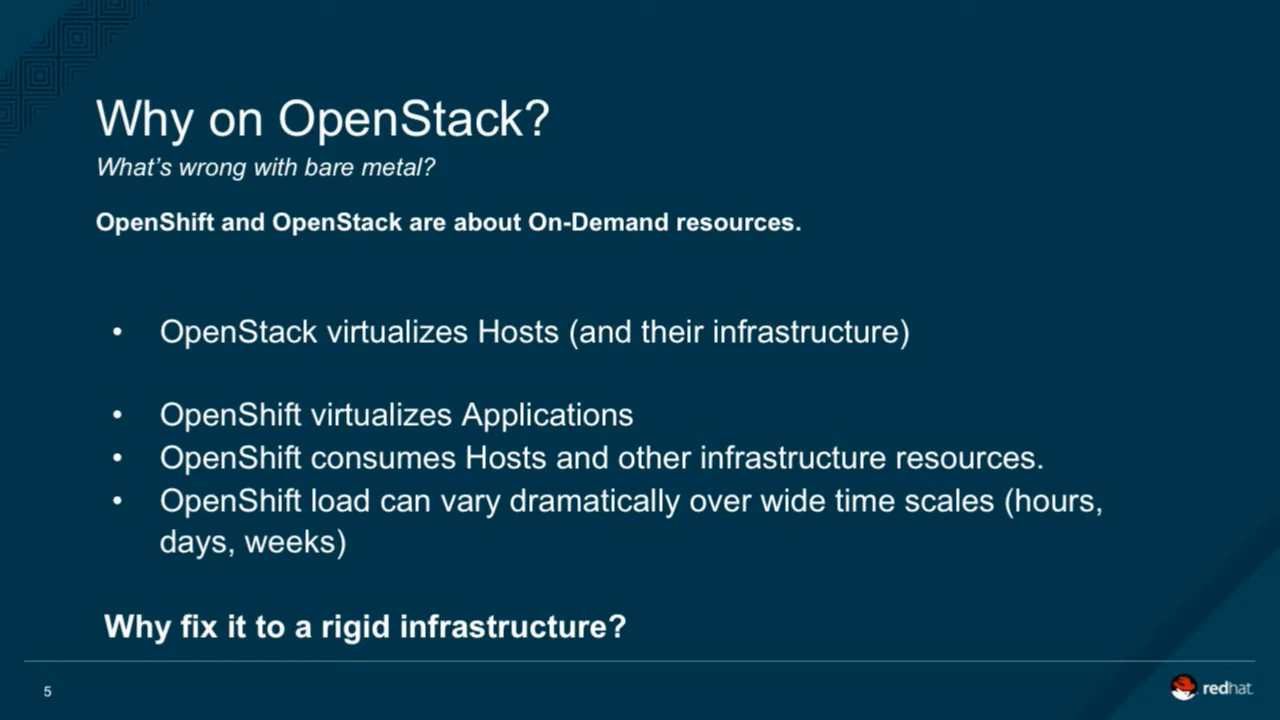 Why on OpenStack?
What's wrong with bare metal?
OpenShift and OpenStack are about On-Demand resources.
• OpenStack virtualizes Hosts (and their infrastructure)
• OpenShift virtualizes Applications
• OpenShift consumes Hosts and other infrastructure resources.
• OpenShift load can vary dramatically over wide time scales (hours,
days, weeks)
Why fix it to a rigid infrastructure?
5
redhat.